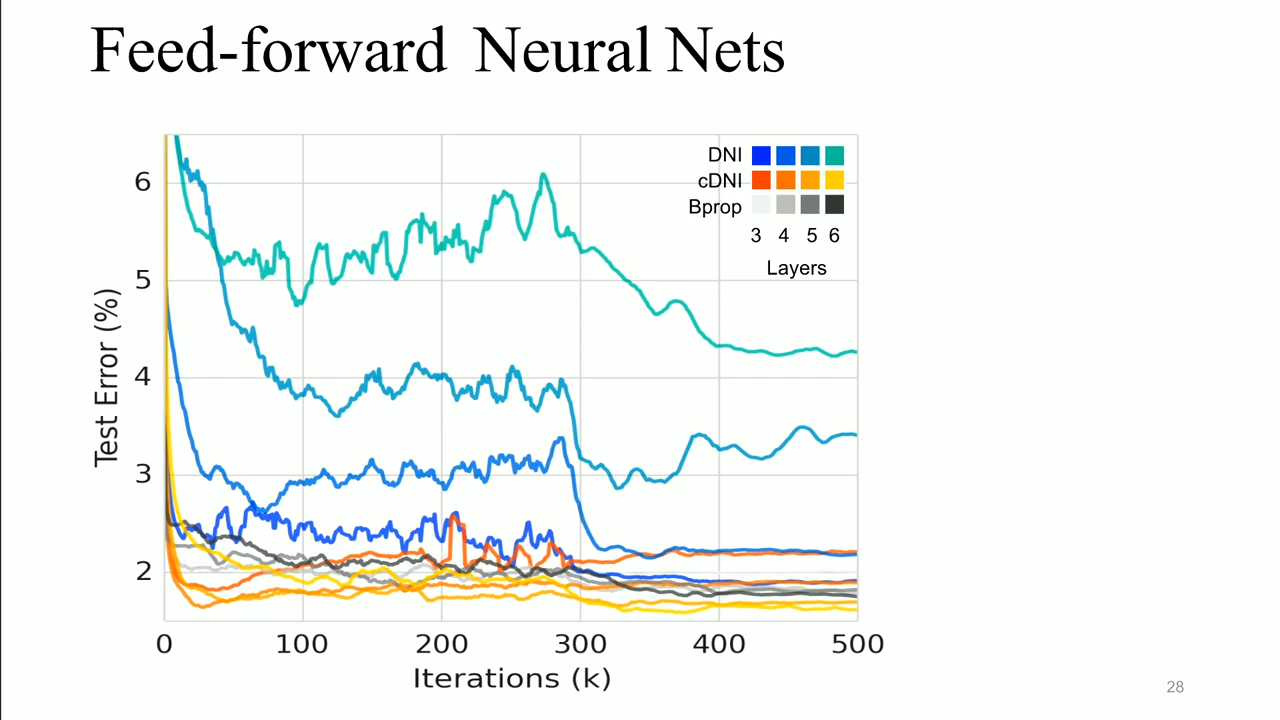 Feed-forward Neural Nets
DNI
cDNI
Bprop
3 4 5 6
Layers
6
5
4
3
2
Test Error (%)
0 100 200 300 400 500
Iterations (k)
28